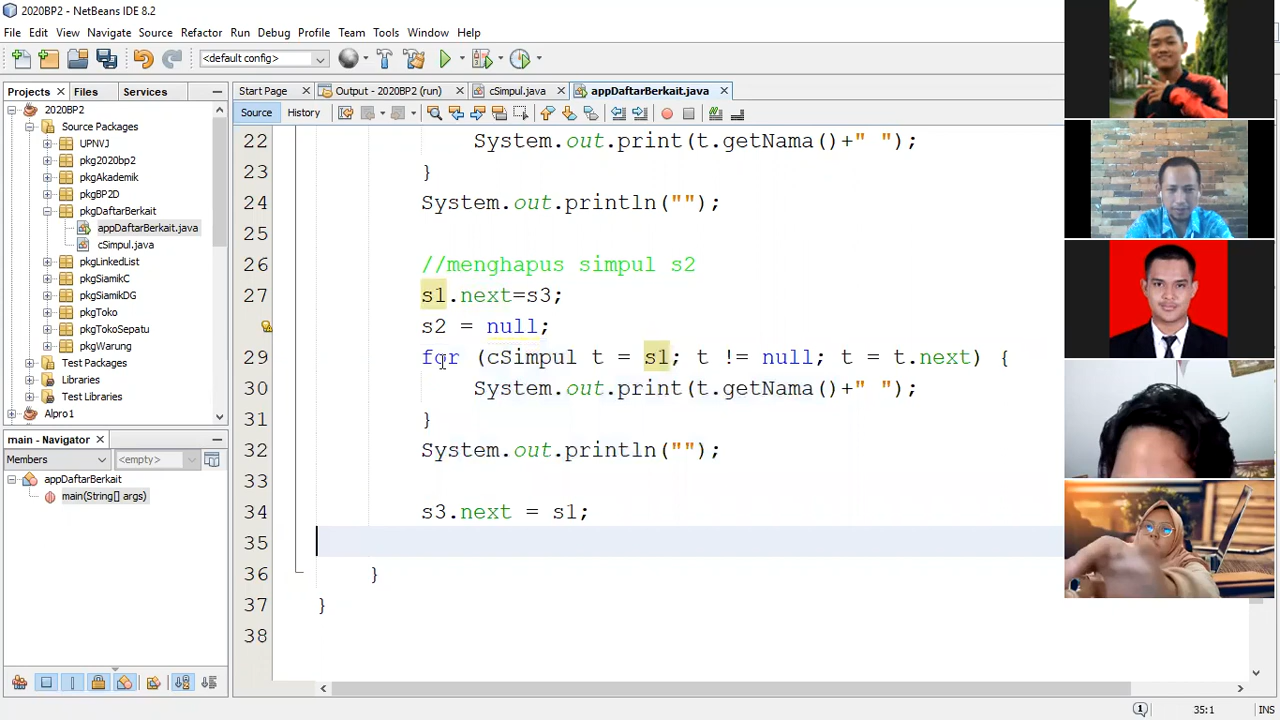 2020BP2 - NetBeans IDE 8.2
File Edit View Navigate Source Refactor Run Debug Profile Team Tools Window Help
<default config>
Projects Files Services
Start Page Output - 2020BP2 (run) cSimpul.java appDaftarBerkait.java
Source History
2020BP2
Source Packages
UPNVJ
pkg2020bp2
pkgAkademik
pkgBP2D
pkgDaftarBerkait
appDaftarBerkait.java
cSimpul.java
pkgLinkedList
pkgSiamikC
pkgSiamikDG
pkgToko
pkgTokoSepatu
pkgWarung
Test Packages
Libraries
Test Libraries
Alpro1
main - Navigator
Members <empty>
appDaftarBerkait
main(String[] args)
22 System.out.print(t.getNama()+" ");
23 }
24 System.out.println("");
25
26 //menghapus simpul s2
27 s1.next=s3;
28 s2 = null;
29 for (cSimpul t = s1; t != null; t = t.next) {
30 System.out.print(t.getNama()+" ");
31 }
32 System.out.println("");
33
34 s3.next = s1;
35
36 }
37 }
38
35:1 INS